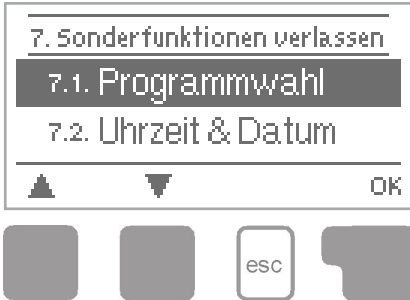 7. Sonderfunktionen verlassen
7.1. Programmwahl
7.2. Uhrzeit & Datum
OK
esc